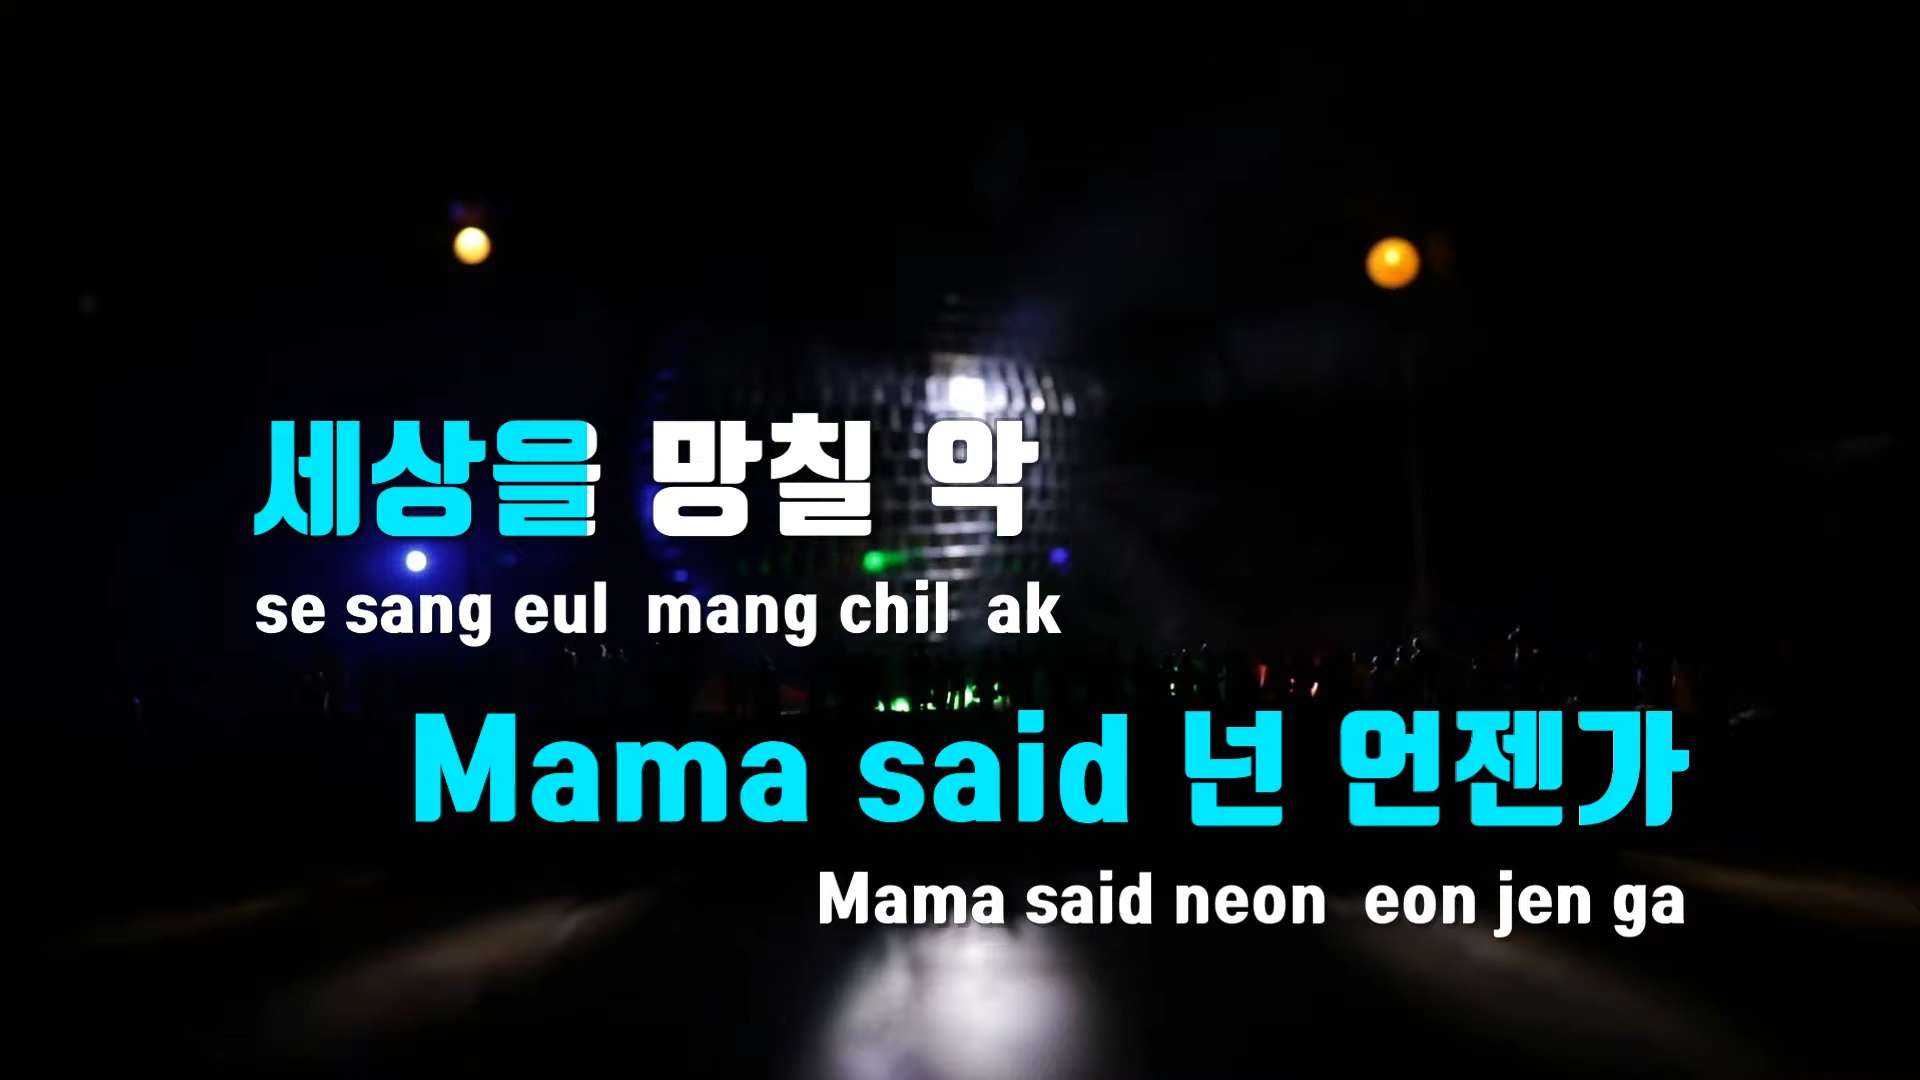 세상을 망칠 악
se sang eul mang chil ak
Mama said 넌 언젠가
Mama said neon eon jen ga